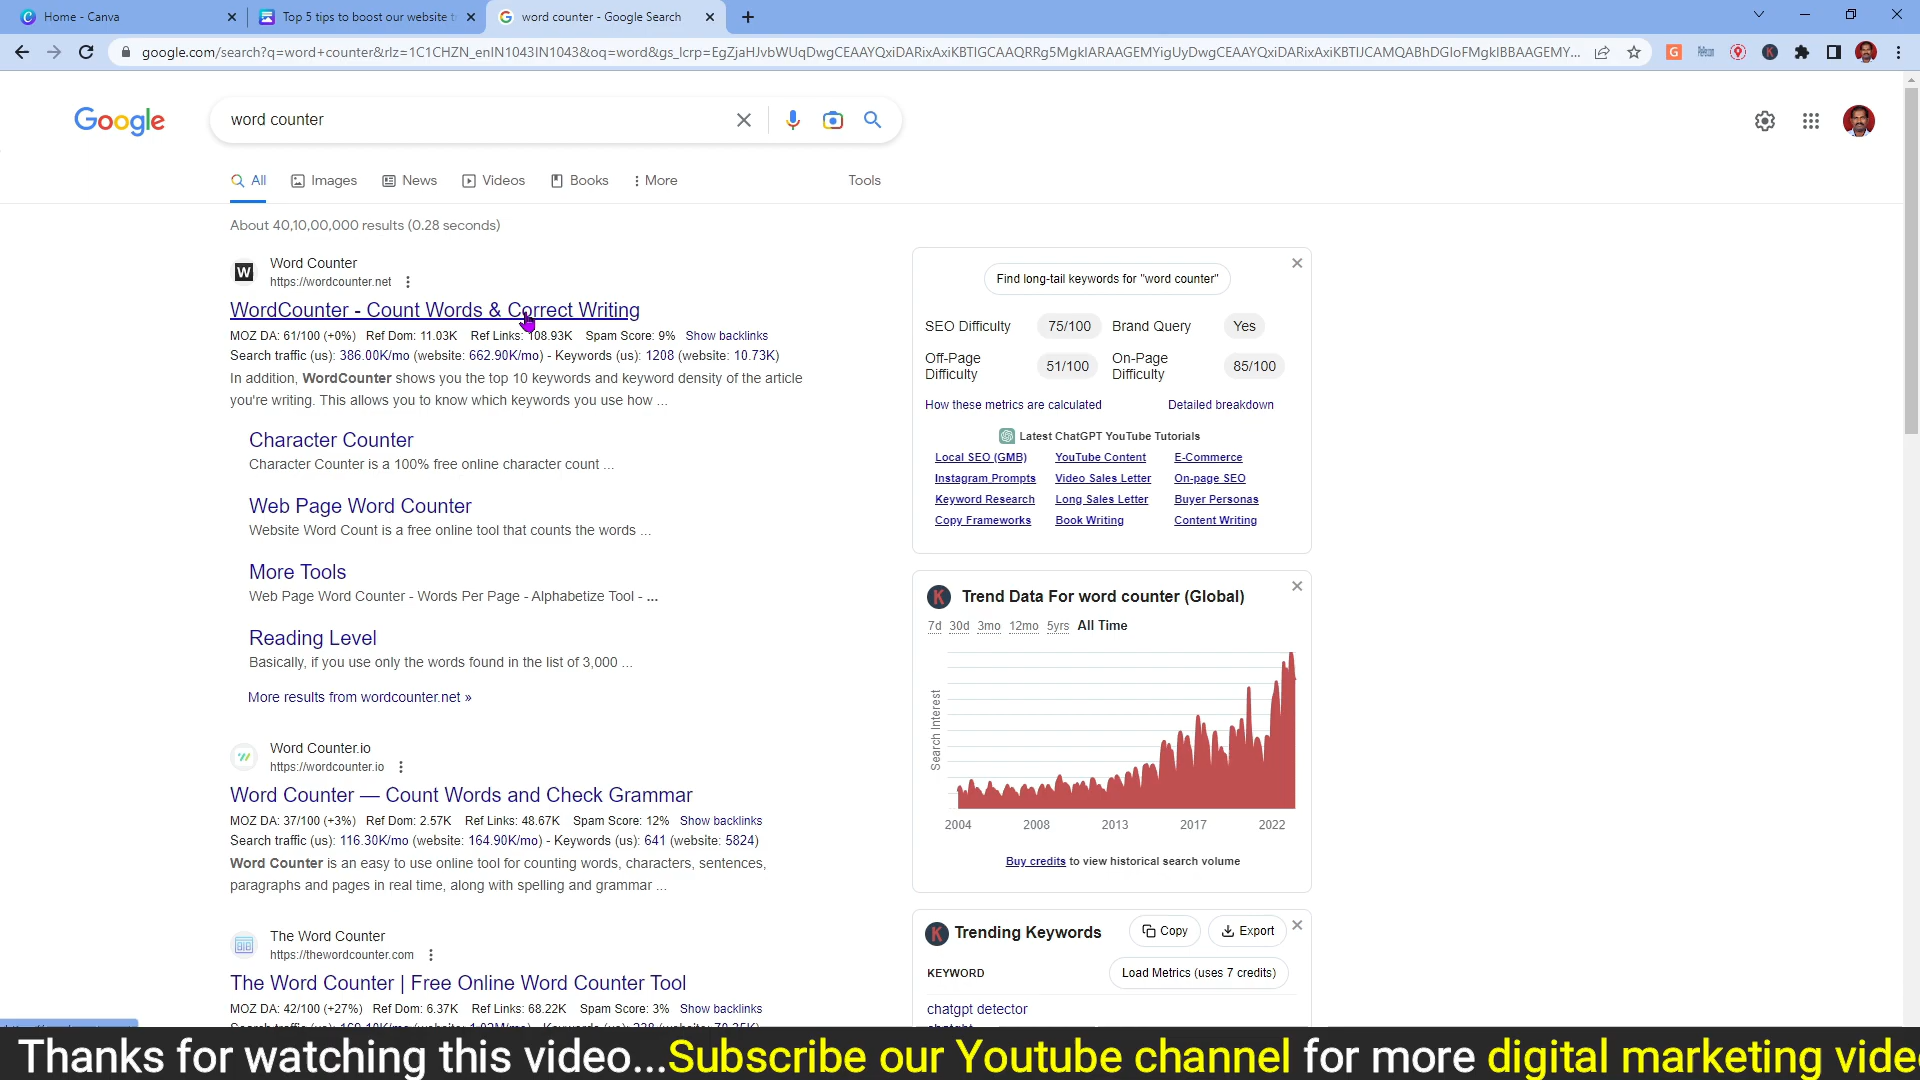 Home - Canva
Top 5 tips to boost our website t
word counter - Google Search
google.com/search?q=word+counter&rlz=1C1CHZN_enIN1043IN1043&oq=word&gs_lcrp=
Google
word counter
All
Images
News
Videos
Books
More
Tools
About 40,10,00,000 results (0.28 seconds)
Word Counter
https://wordcounter.net
WordCounter - Count Words & Correct Writing
MOZ DA: 61/100 (+0%) Ref Dom: 11.03K Ref Links: 108.93K Spam Score: 9% Show backlinks
Search traffic (us): 386.00K/mo (website: 662.90K/mo) - Keywords (us): 1208 (website: 10.73K)
In addition, WordCounter shows you the top 10 keywords and keyword density of the article
you're writing. This allows you to know which keywords you use how ...
Character Counter
Character Counter is a 100% free online character count ...
Web Page Word Counter
Website Word Count is a free online tool that counts the words ...
More Tools
Web Page Word Counter - Words Per Page - Alphabetize Tool - ...
Reading Level
Basically, if you use only the words found in the list of 3,000 ...
More results from wordcounter.net »
Word Counter.io
https://wordcounter.io
Word Counter — Count Words and Check Grammar
MOZ DA: 37/100 (+3%) Ref Dom: 2.57K Ref Links: 48.67K Spam Score: 12% Show backlinks
Search traffic (us): 116.30K/mo (website: 164.90K/mo) - Keywords (us): 641 (website: 5824)
Word Counter is an easy to use online tool for counting words, characters, sentences,
paragraphs and pages in real time, along with spelling and grammar ...
The Word Counter
https://thewordcounter.com
The Word Counter | Free Online Word Counter Tool
MOZ DA: 42/100 (+27%) Ref Dom: 6.37K Ref Links: 68.22K Spam Score: 3% Show backlinks
Find long-tail keywords for "word counter"
SEO Difficulty 75/100 Brand Query Yes
Off-Page Difficulty 51/100 On-Page Difficulty 85/100
How these metrics are calculated
Detailed breakdown
Latest ChatGPT YouTube Tutorials
Local SEO (GMB) YouTube Content E-Commerce
Instagram Prompts Video Sales Letter On-page SEO
Keyword Research Long Sales Letter Buyer Personas
Copy Frameworks Book Writing Content Writing
Trend Data For word counter (Global)
7d 30d 3mo 12mo 5yrs All Time
Search Interest
2004 2008 2013 2017 2022
Buy credits to view historical search volume
Trending Keywords
Copy
Export
KEYWORD
Load Metrics (uses 7 credits)
chatgpt detector
Thanks for watching this video...Subscribe our Youtube channel for more digital marketing vide